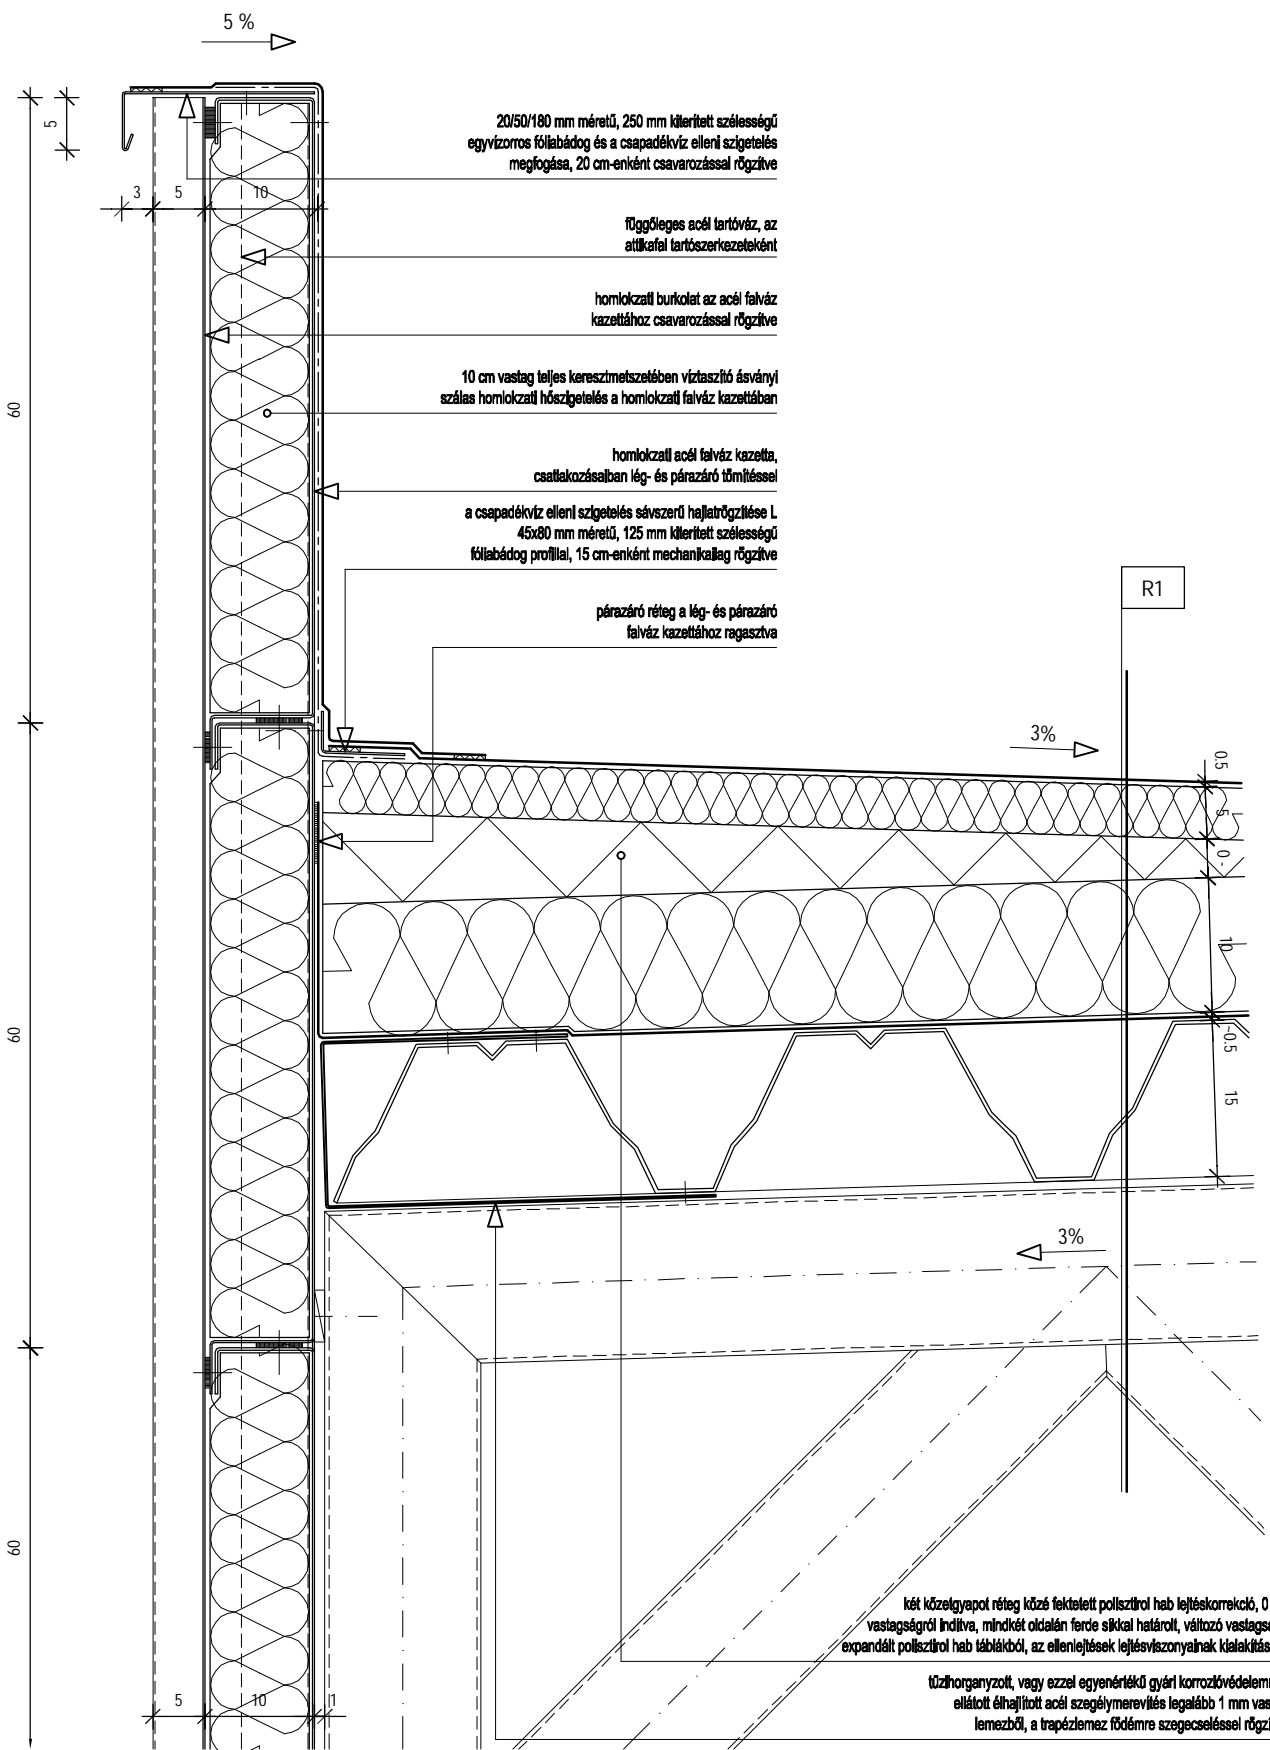 5 %
5
20/50/180 mm méretű, 250 mm kiterített szélességű
egyvízorros fóliabádog és a csapadékvíz elleni szigetelés
megfogása, 20 cm-enként csavarozással rögzítve
3
5
10
függőleges acél tartóváz, az
attikafal tartószerkezeteként
homlokzati burkolat az acél falváz
kazettához csavarozással rögzítve
60
10 cm vastag teljes keresztmetszetében víztaszító ásványi
szálas homlokzati hőszigetelés a homlokzati falváz kazettában
homlokzati acél falváz kazetta,
csatlakozásaiban lég- és párazáró tömítéssel
a csapadékvíz elleni szigetelés sávszerű hajlatrögzítése L
45x80 mm méretű, 125 mm kiterített szélességű
fóliabádog profillal, 15 cm-enként mechanikailag rögzítve
R1
párazáró réteg a lég- és párazáró
falváz kazettához ragasztva
3%
0.5
5
0 -
10
60
~0.5
15
3%
60
két kőzetgyapot réteg közé fektetett polisztirol hab lejtéskorrekció, 0
vastagságról indítva, mindkét oldalán ferde síkkal határolt, változó vastagsá
expandált polisztirol hab táblákból, az ellenlejtések lejtésviszonyainak kialakítás
tűzihorganyzott, vagy ezzel egyenértékű gyári korrozióvédelemm
ellátott élhajlított acél szegélymerevítés legalább 1 mm vas
lemezből, a trapézlemez födémre szegecseléssel rögzí
5
10
1